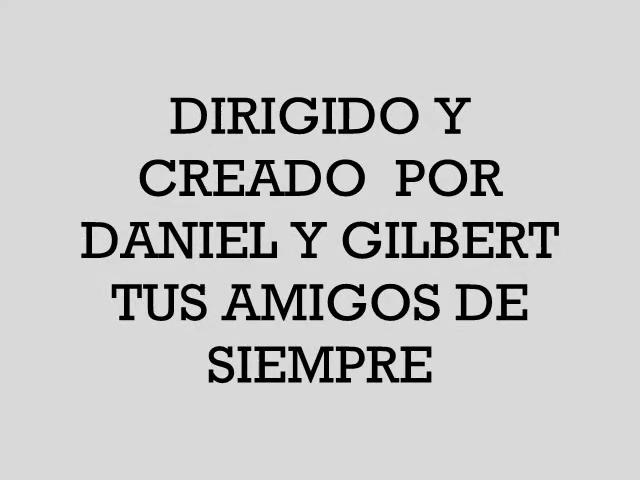 DIRIGIDO Y
CREADO  POR
DANIEL Y GILBERT
TUS AMIGOS DE
SIEMPRE